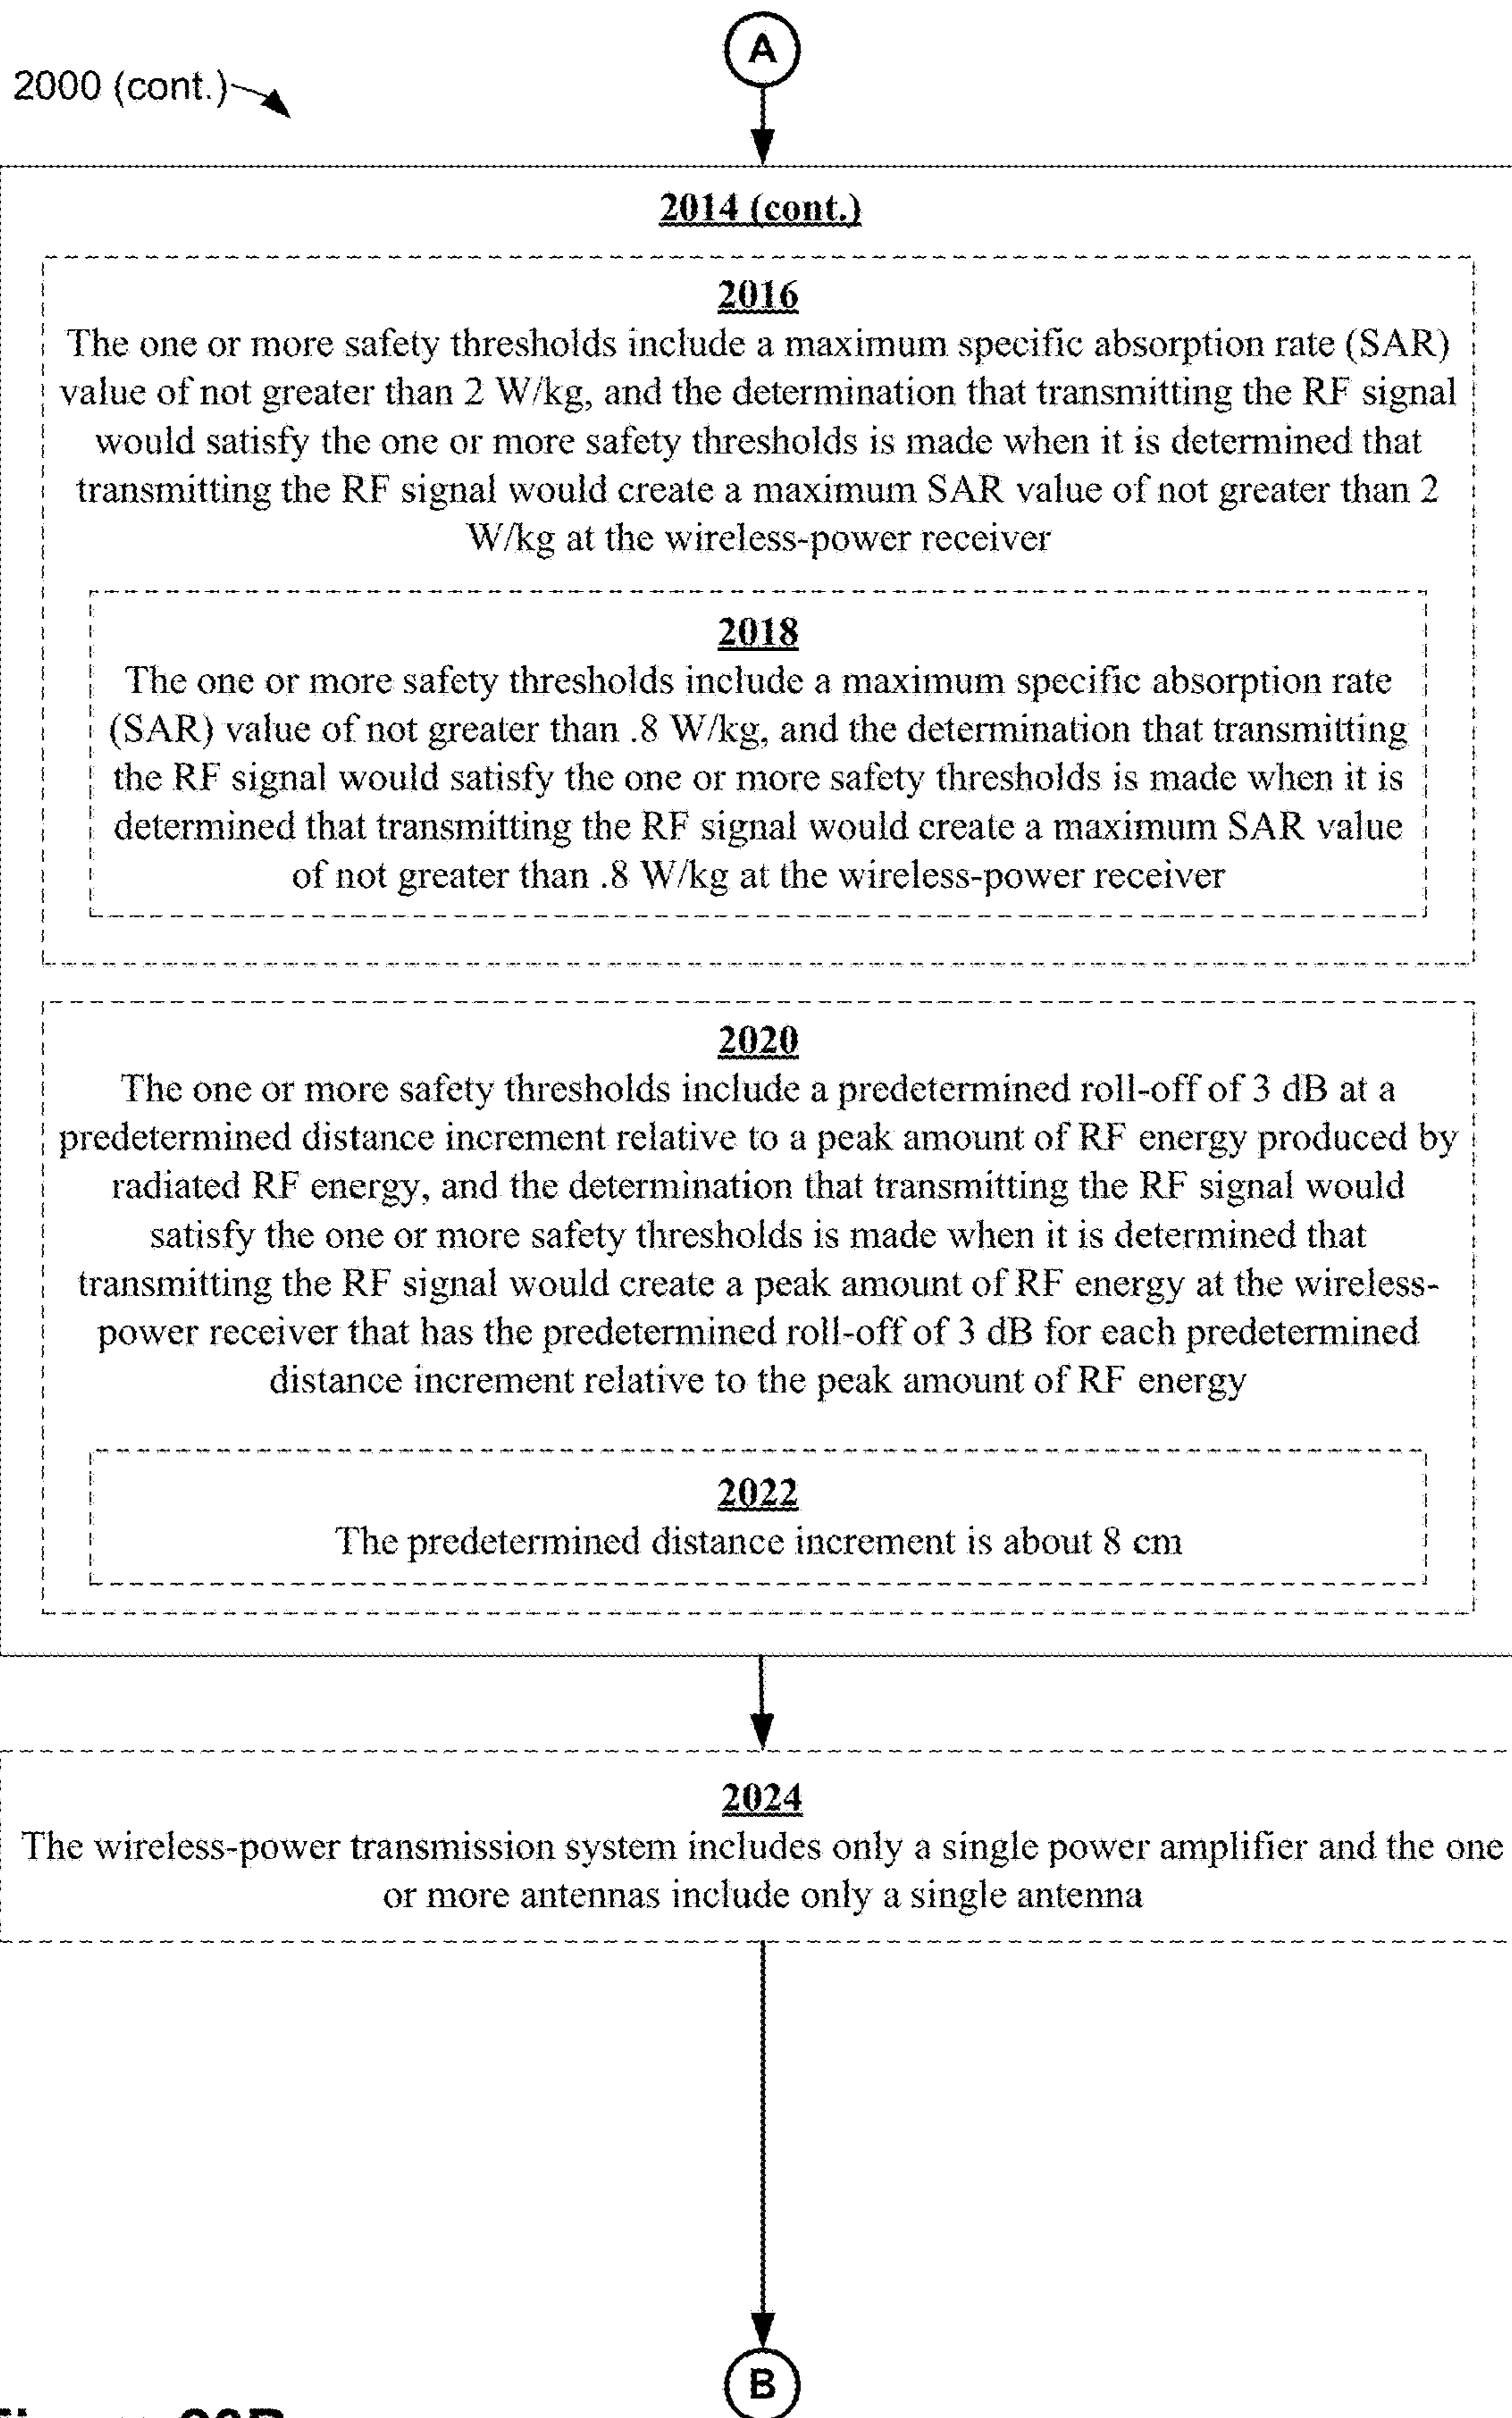 A
2000 (cont.)
2014 (cont.)
2016
The one or more safety thresholds include a maximum specific absorption rate (SAR)
value of not greater than 2 W/kg, and the determination that transmitting the RF signal
would satisfy the one or more safety thresholds is made when it is determined that
transmitting the RF signal would create a maximum SAR value of not greater than 2
W/kg at the wireless-power receiver
2018
The one or more safety thresholds include a maximum specific absorption rate
(SAR) value of not greater than .8 W/kg, and the determination that transmitting
the RF signal would satisfy the one or more safety thresholds is made when it is
determined that transmitting the RF signal would create a maximum SAR value
of not greater than .8 W/kg at the wireless-power receiver
2020
The one or more safety thresholds include a predetermined roll-off of 3 dB at a
predetermined distance increment relative to a peak amount of RF energy produced by
radiated RF energy, and the determination that transmitting the RF signal would
satisfy the one or more safety thresholds is made when it is determined that
transmitting the RF signal would create a peak amount of RF energy at the wireless-
power receiver that has the predetermined roll-off of 3 dB for each predetermined
distance increment relative to the peak amount of RF energy
2022
The predetermined distance increment is about 8 cm
2024
The wireless-power transmission system includes only a single power amplifier and the one
or more antennas include only a single antenna
B